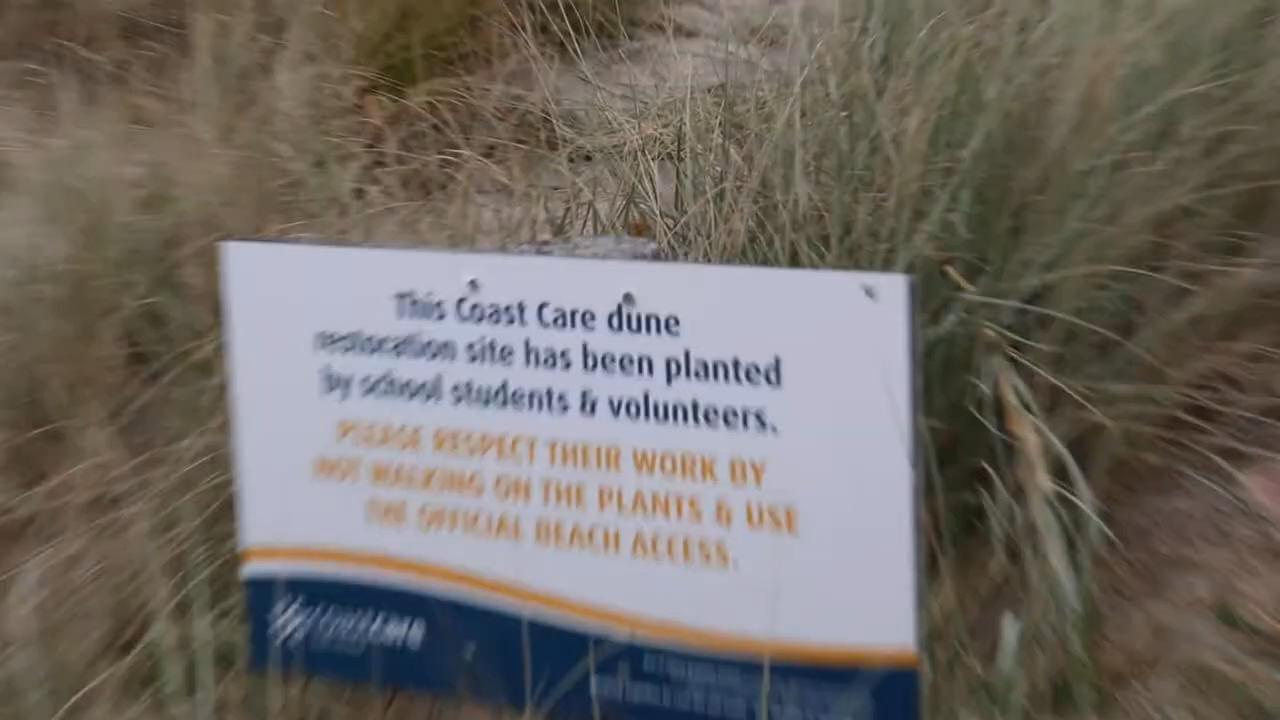 This Coast Care dune
restoration site has been planted
by school students & volunteers.
PLEASE RESPECT THEIR WORK BY
NOT WALKING ON THE PLANTS & USE
THE OFFICIAL BEACH ACCESS.